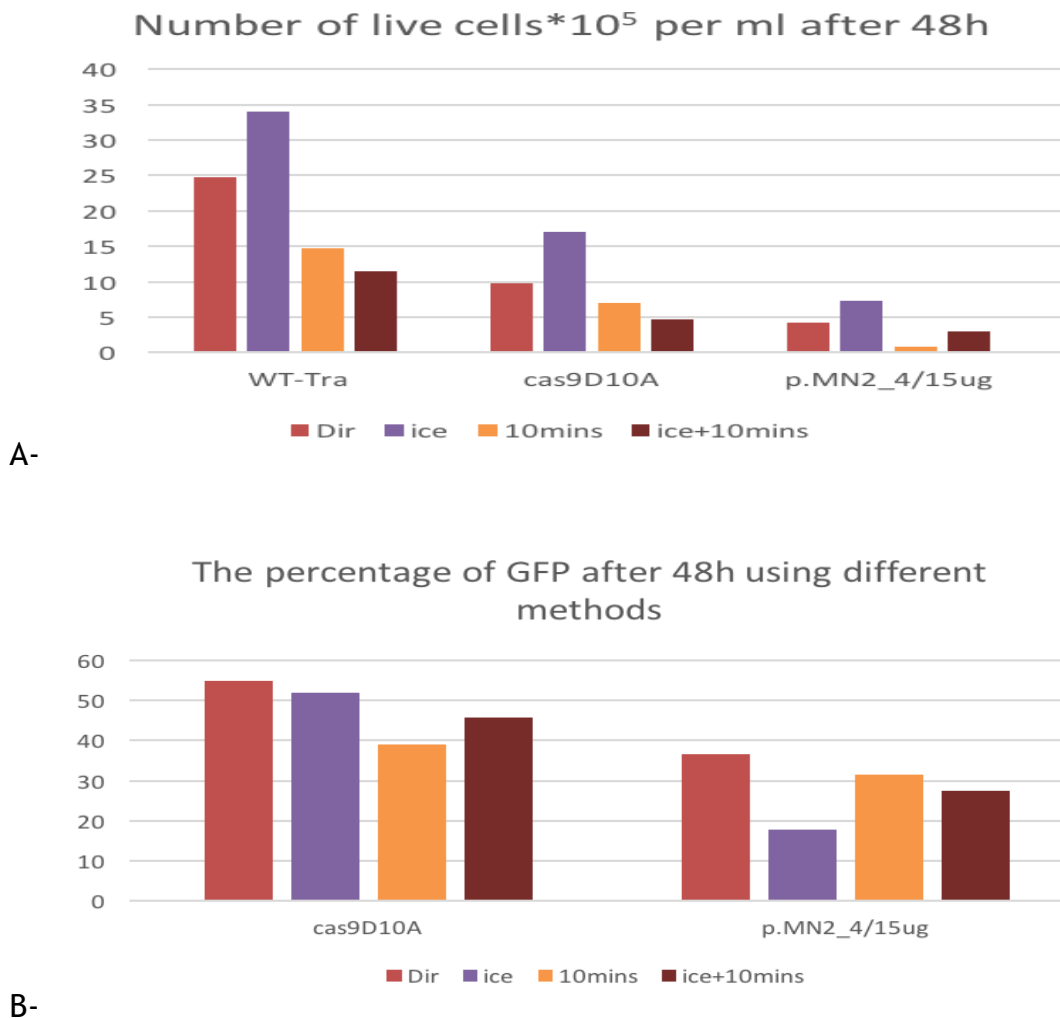 Number of live cells*10⁵ per ml after 48h
40
35
30
25
20
15
10
5
0
WT-Tra cas9D10A p.MN2_4/15ug
Dir ice 10mins ice+10mins
A-
The percentage of GFP after 48h using different
methods
60
50
40
30
20
10
0
cas9D10A p.MN2_4/15ug
Dir ice 10mins ice+10mins
B-